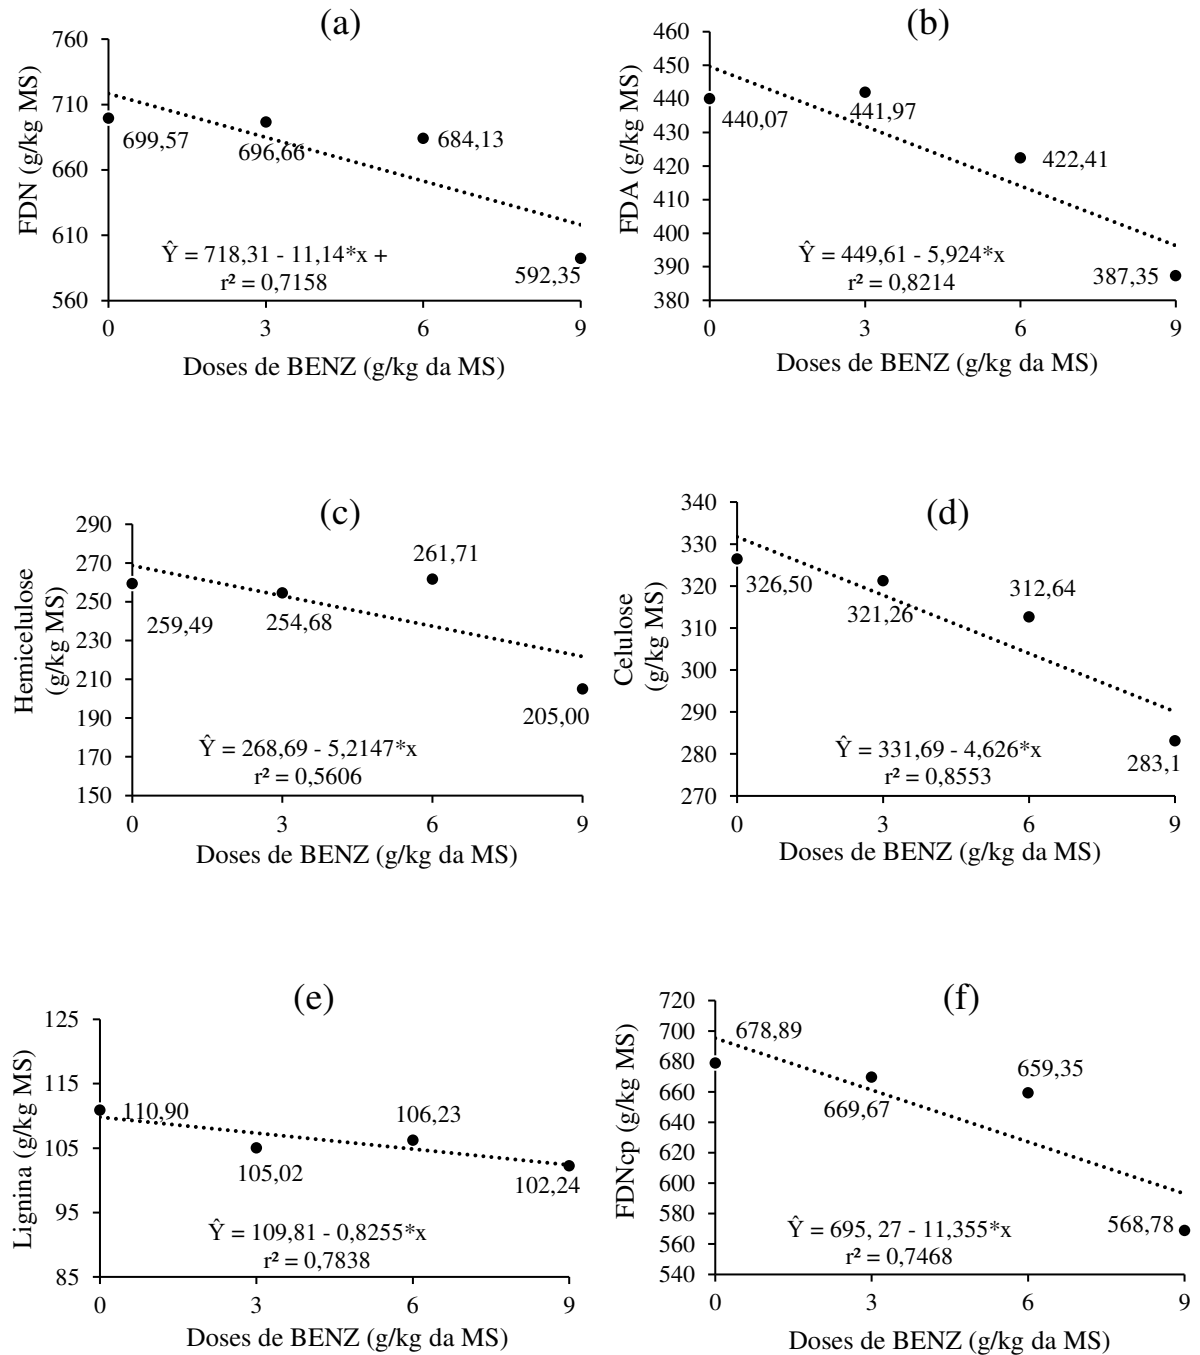 (a)
FDN (g/kg MS)
760
710
660
610
560
699,57
696,66
684,13
592,35
Ŷ = 718,31 - 11,14*x +
r² = 0,7158
0 3 6 9
Doses de BENZ (g/kg da MS)
(b)
FDA (g/kg MS)
460
450
440
430
420
410
400
390
380
440,07
441,97
422,41
387,35
Ŷ = 449,61 - 5,924*x
r² = 0,8214
0 3 6 9
Doses de BENZ (g/kg da MS)
(c)
Hemicelulose
(g/kg MS)
290
270
250
230
210
190
170
150
259,49
254,68
261,71
205,00
Ŷ = 268,69 - 5,2147*x
r² = 0,5606
0 3 6 9
Doses de BENZ (g/kg da MS)
(d)
Celulose
(g/kg MS)
340
330
320
310
300
290
280
270
326,50
321,26
312,64
283,1
Ŷ = 331,69 - 4,626*x
r² = 0,8553
0 3 6 9
Doses de BENZ (g/kg da MS)
(e)
Lignina (g/kg MS)
125
115
105
95
85
110,90
105,02
106,23
102,24
Ŷ = 109,81 - 0,8255*x
r² = 0,7838
0 3 6 9
Doses de BENZ (g/kg da MS)
(f)
FDNcp (g/kg MS)
720
700
680
660
640
620
600
580
560
540
678,89
669,67
659,35
568,78
Ŷ = 695, 27 - 11,355*x
r² = 0,7468
0 3 6 9
Doses de BENZ (g/kg da MS)